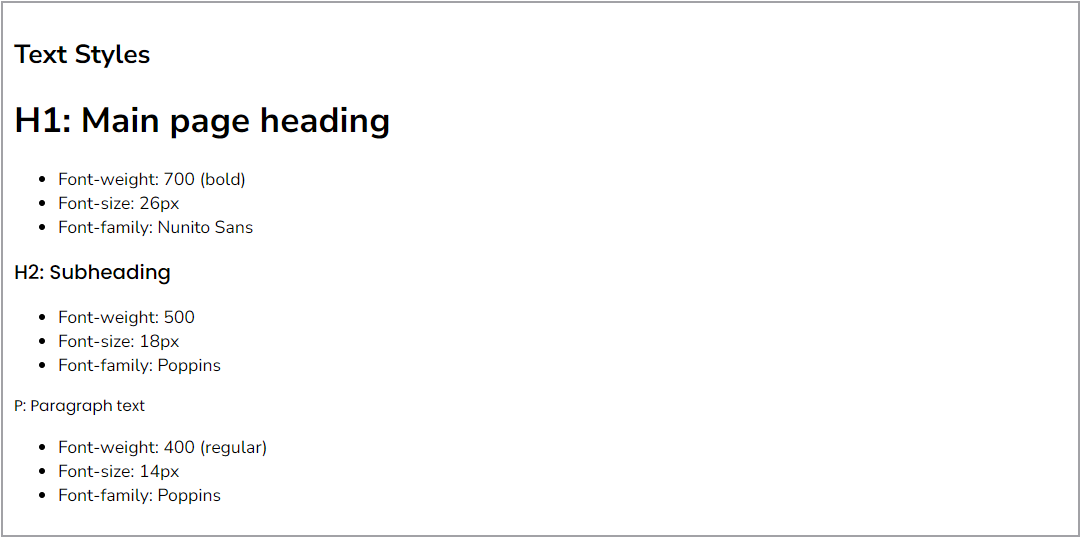 Text Styles
H1: Main page heading
Font-weight: 700 (bold)
Font-size: 26px
Font-family: Nunito Sans
H2: Subheading
Font-weight: 500
Font-size: 18px
Font-family: Poppins
P: Paragraph text
Font-weight: 400 (regular)
Font-size: 14px
Font-family: Poppins